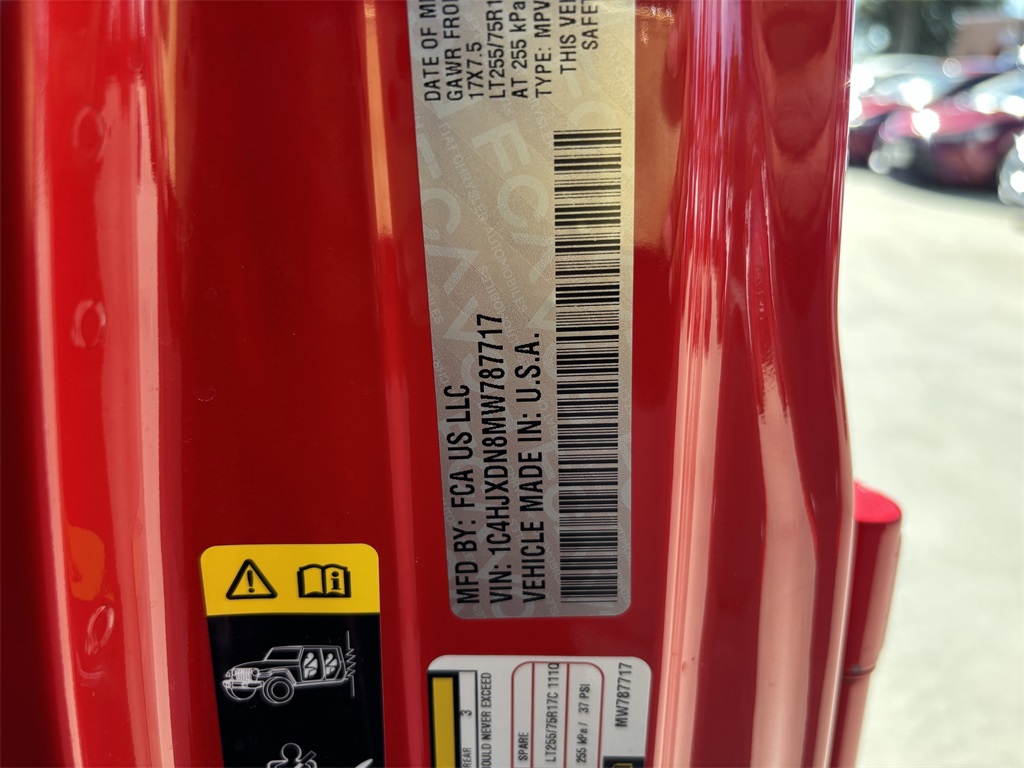 DATE OF M
GAWR FRO
17X7.5
LT255/75R1
AT 255 kPa
TYPE: MPV
THIS VE
SAFET
MFD BY: FCA US LLC
VIN: 1C4HJXDN8MW787717
VEHICLE MADE IN: U.S.A.
REAR 3
OULD NEVER EXCEED
SPARE
LT255/75R17C 111Q
255 kPa / 37 PSI
MW787717